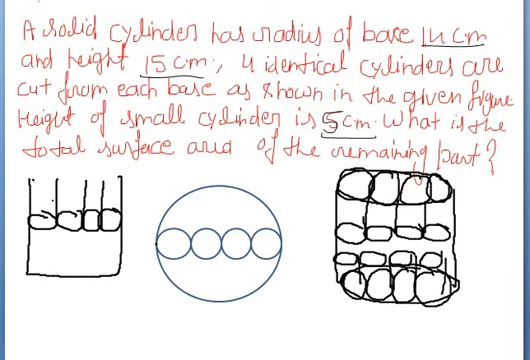 A solid cylinder has radius of base 14 cm
and height 15 cm., 4 identical cylinders are
cut from each base as shown in the given figure
Height of small cylinder is 5 cm. What is the
total surface area of the remaining part?